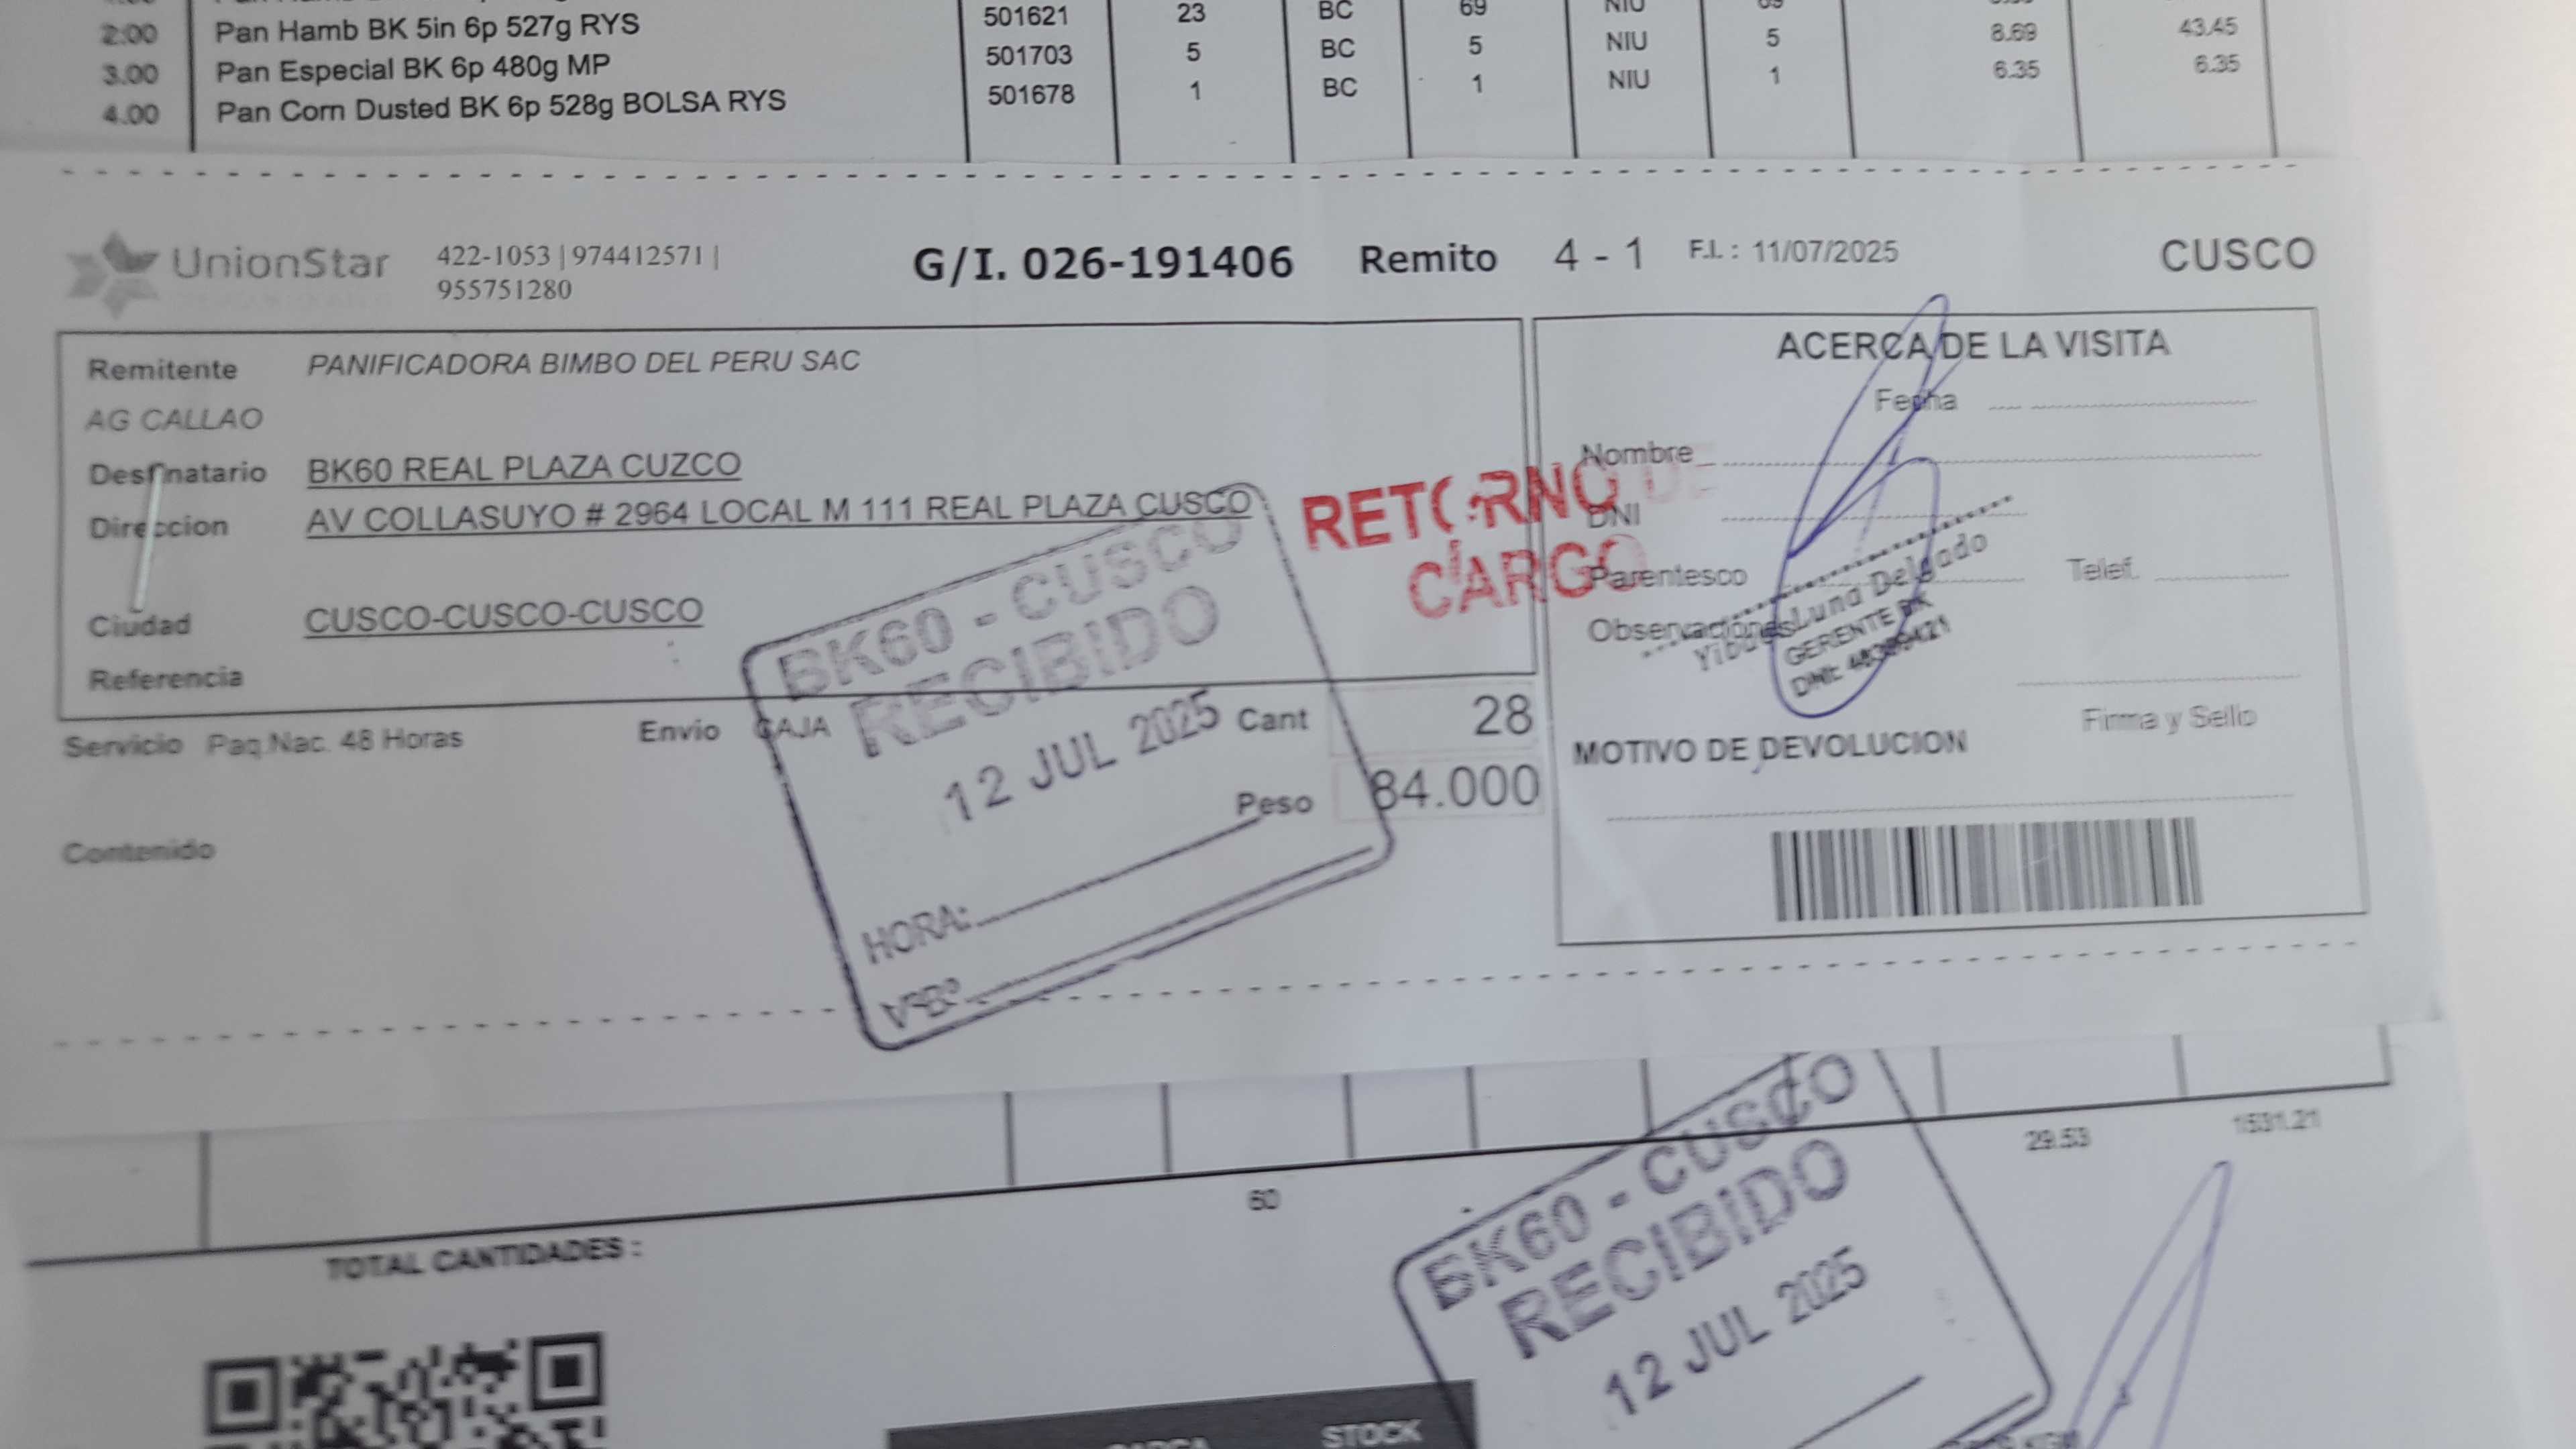 2.00 Pan Hamb BK 5in 6p 527g RYS 501621 23 BC 69 NIU 69
3.00 Pan Especial BK 6p 480g MP 501703 5 BC 5 NIU 5 8.69 43.45
4.00 Pan Corn Dusted BK 6p 528g BOLSA RYS 501678 1 BC 1 NIU 1 6.35 6.35
UnionStar 422-1053 | 974412571 | G/I. 026-191406 Remito 4 - 1 F.I. : 11/07/2025 CUSCO
955751280
Remitente PANIFICADORA BIMBO DEL PERU SAC
AG CALLAO
Destinatario BK60 REAL PLAZA CUZCO
Direccion AV COLLASUYO # 2964 LOCAL M 111 REAL PLAZA CUSCO
Ciudad CUSCO-CUSCO-CUSCO
Referencia
Servicio Paq.Nac. 48 Horas Envio CAJA Cant 28
Peso 84.000
Contenido
RETORNO DE
CARGO
BK60 - CUSCO
RECIBIDO
12 JUL 2025
HORA:
VºBº
ACERCA DE LA VISITA
Fecha
Nombre
DNI
Parentesco Telef.
Observaciones
Luna Delgado
GERENTE BK
DNI:
Firma y Sello
MOTIVO DE DEVOLUCION
29.53 1531.21
60
TOTAL CANTIDADES :
BK60 - CUSCO
RECIBIDO
12 JUL 2025
STOCK